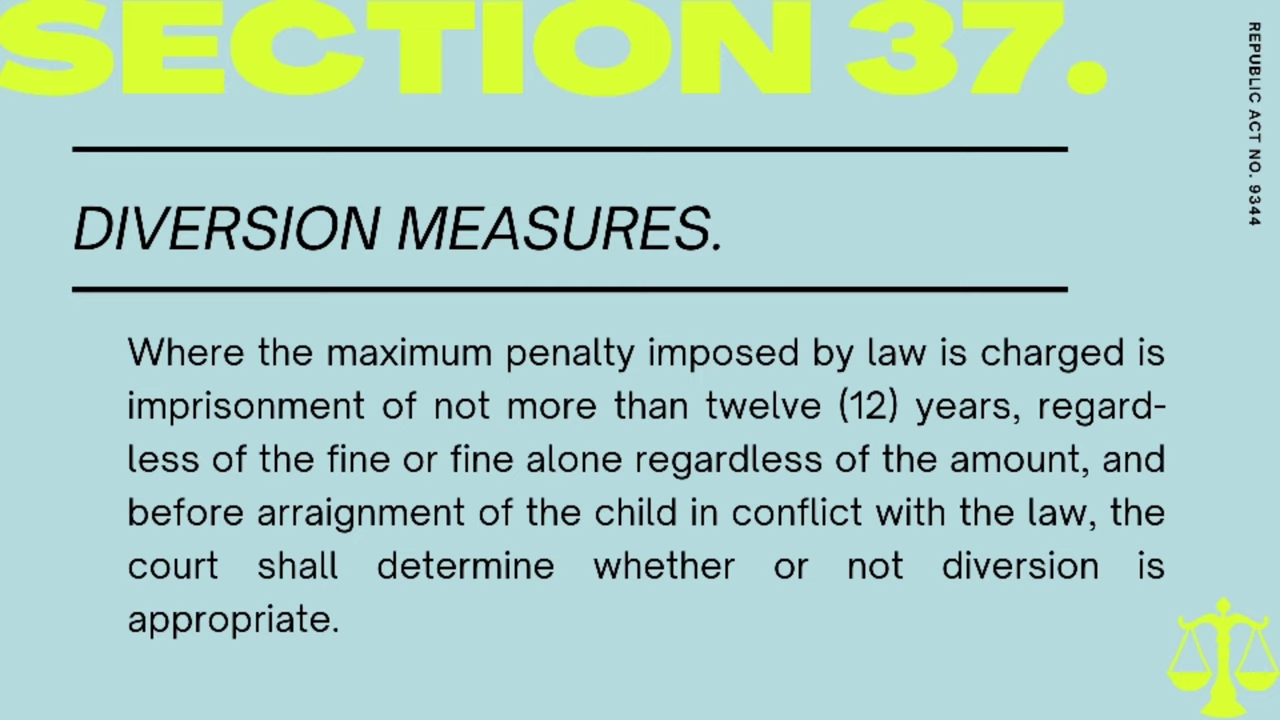 SECTION 37.
REPUBLIC ACT NO. 9344
DIVERSION MEASURES.
Where the maximum penalty imposed by law is charged is
imprisonment of not more than twelve (12) years, regard-
less of the fine or fine alone regardless of the amount, and
before arraignment of the child in conflict with the law, the
court shall determine whether or not diversion is
appropriate.